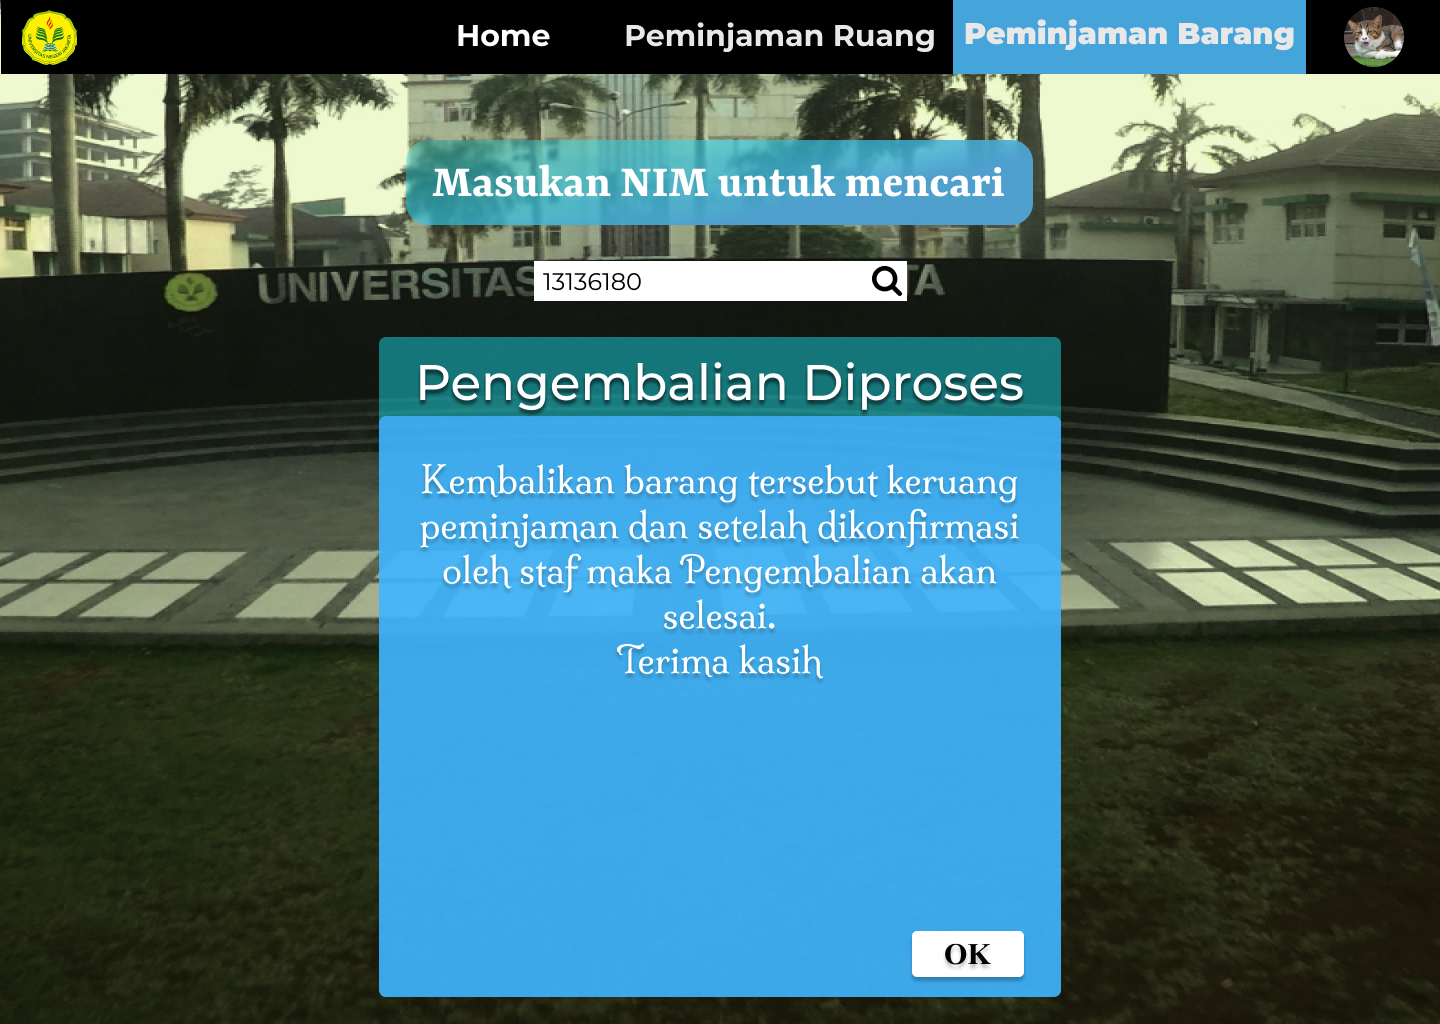 Home
Peminjaman Ruang
Peminjaman Barang
Masukan NIM untuk mencari
UNIVERSITAS
TA
13136180
Pengembalian Diproses
Kembalikan barang tersebut keruang
peminjaman dan setelah dikonfirmasi
oleh staf maka Pengembalian akan
selesai.
Terima kasih
OK